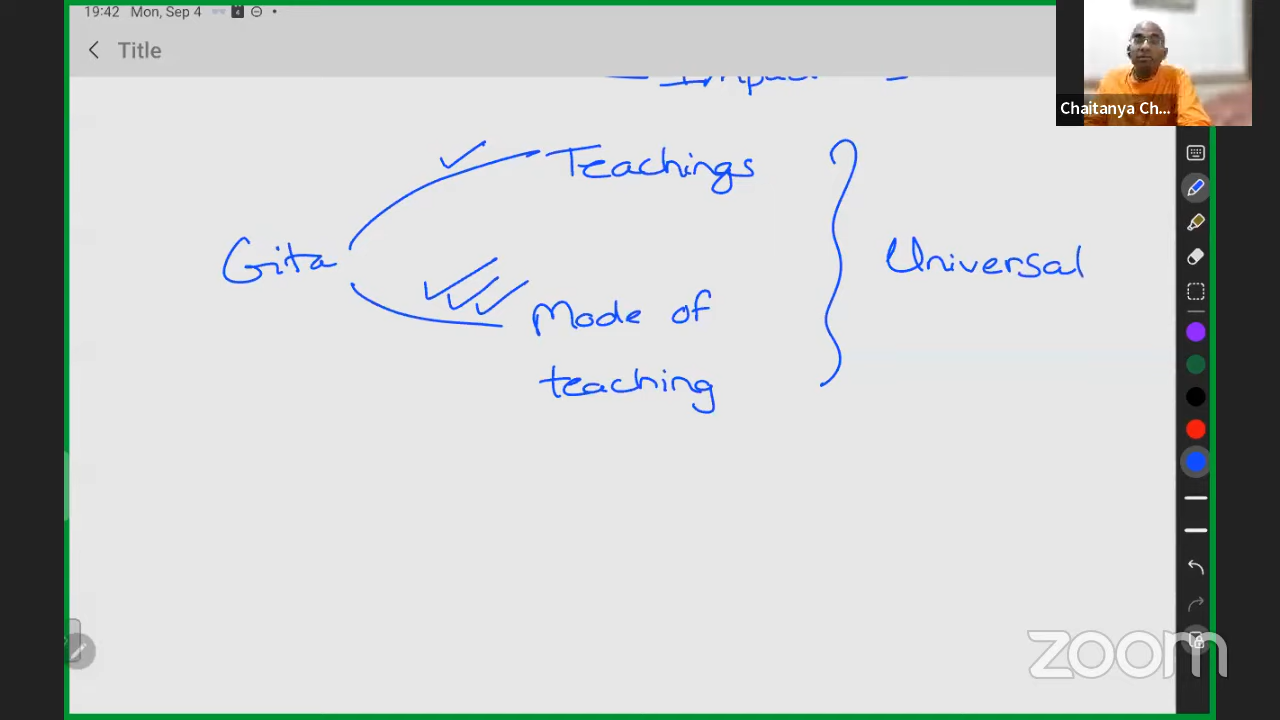 19:42 Mon, Sep 4
Title
Teachings
Gita
Universal
Mode of
teaching
Chaitanya Ch...
zoom